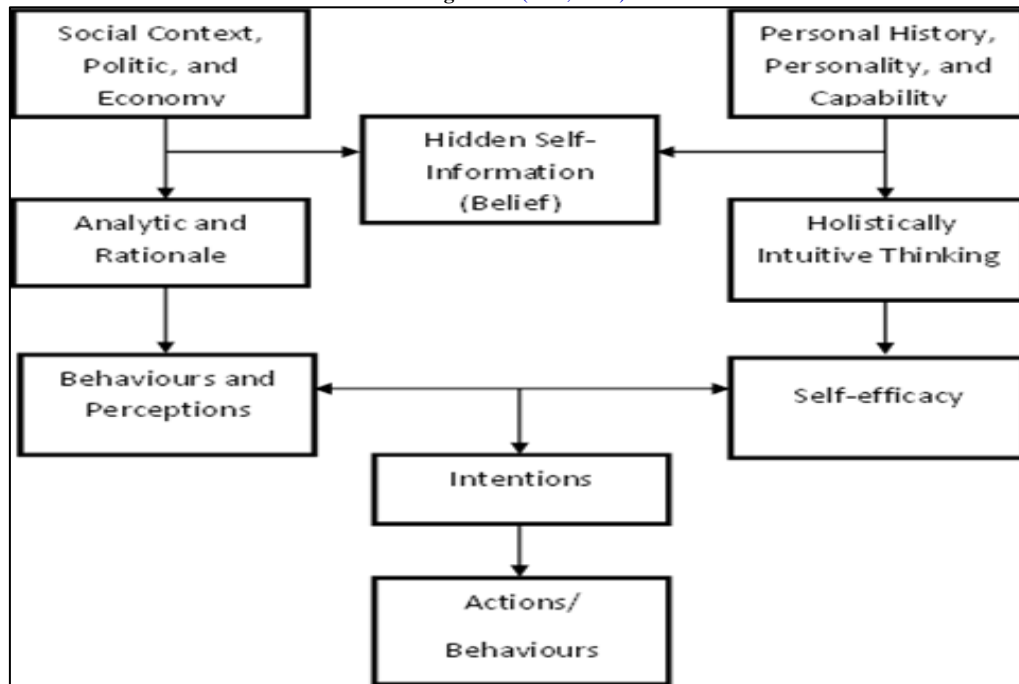 Social Context,
Politic, and
Economy
Personal History,
Personality, and
Capability
Hidden Self-
Information
(Belief)
Analytic and
Rationale
Holistically
Intuitive Thinking
Behaviours and
Perceptions
Self-efficacy
Intentions
Actions/
Behaviours